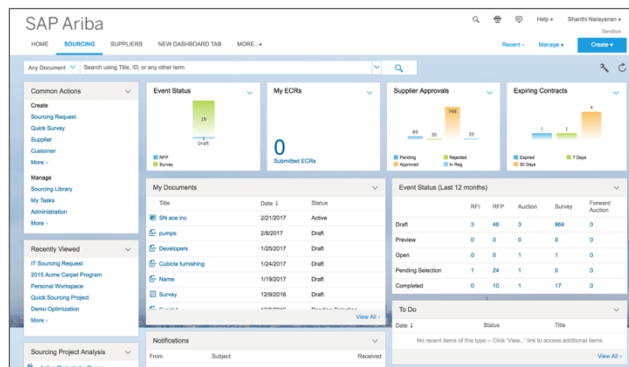 SAP Ariba
Help
Shanthi Narayanan
Sandbox
HOME SOURCING SUPPLIERS NEW DASHBOARD TAB MORE...
Recent Manage Create
Any Document Search using Title, ID, or any other term
Common Actions
Create
Sourcing Request
Quick Survey
Supplier
Customer
More
Manage
Sourcing Library
My Tasks
Administration
More
Recently Viewed
IT Sourcing Request
2015 Acme Carpet Program
Personal Workspace
Quick Sourcing Project
Demo Optimization
More
Sourcing Project Analysis
Event Status
18
Draft
RFP
Survey
My ECRs
0
Submitted ECRs
Supplier Approvals
89 30 746 35
Pending Rejected
Approved In Reg
Expiring Contracts
1 1 4
Expired 7 Days
30 Days
My Documents
Title Date ↓ Status
SN ace inc 2/21/2017 Active
pumps 2/8/2017 Draft
Developers 1/25/2017 Draft
Cubicle furnishing 1/24/2017 Draft
Name 1/19/2017 Draft
Survey 12/9/2016 Draft
View All
Notifications
From Subject Received
Event Status (Last 12 months)
RFI RFP Auction Survey Forward Auction
Draft 3 46 3 864 0
Preview 0 0 0 0 0
Open 0 0 1 1 0
Pending Selection 1 24 1 0 0
Completed 0 10 1 17 0
To Do
Date ↓ Status Title
No recent items of this type -- Click 'View...' link to access additional items
View All